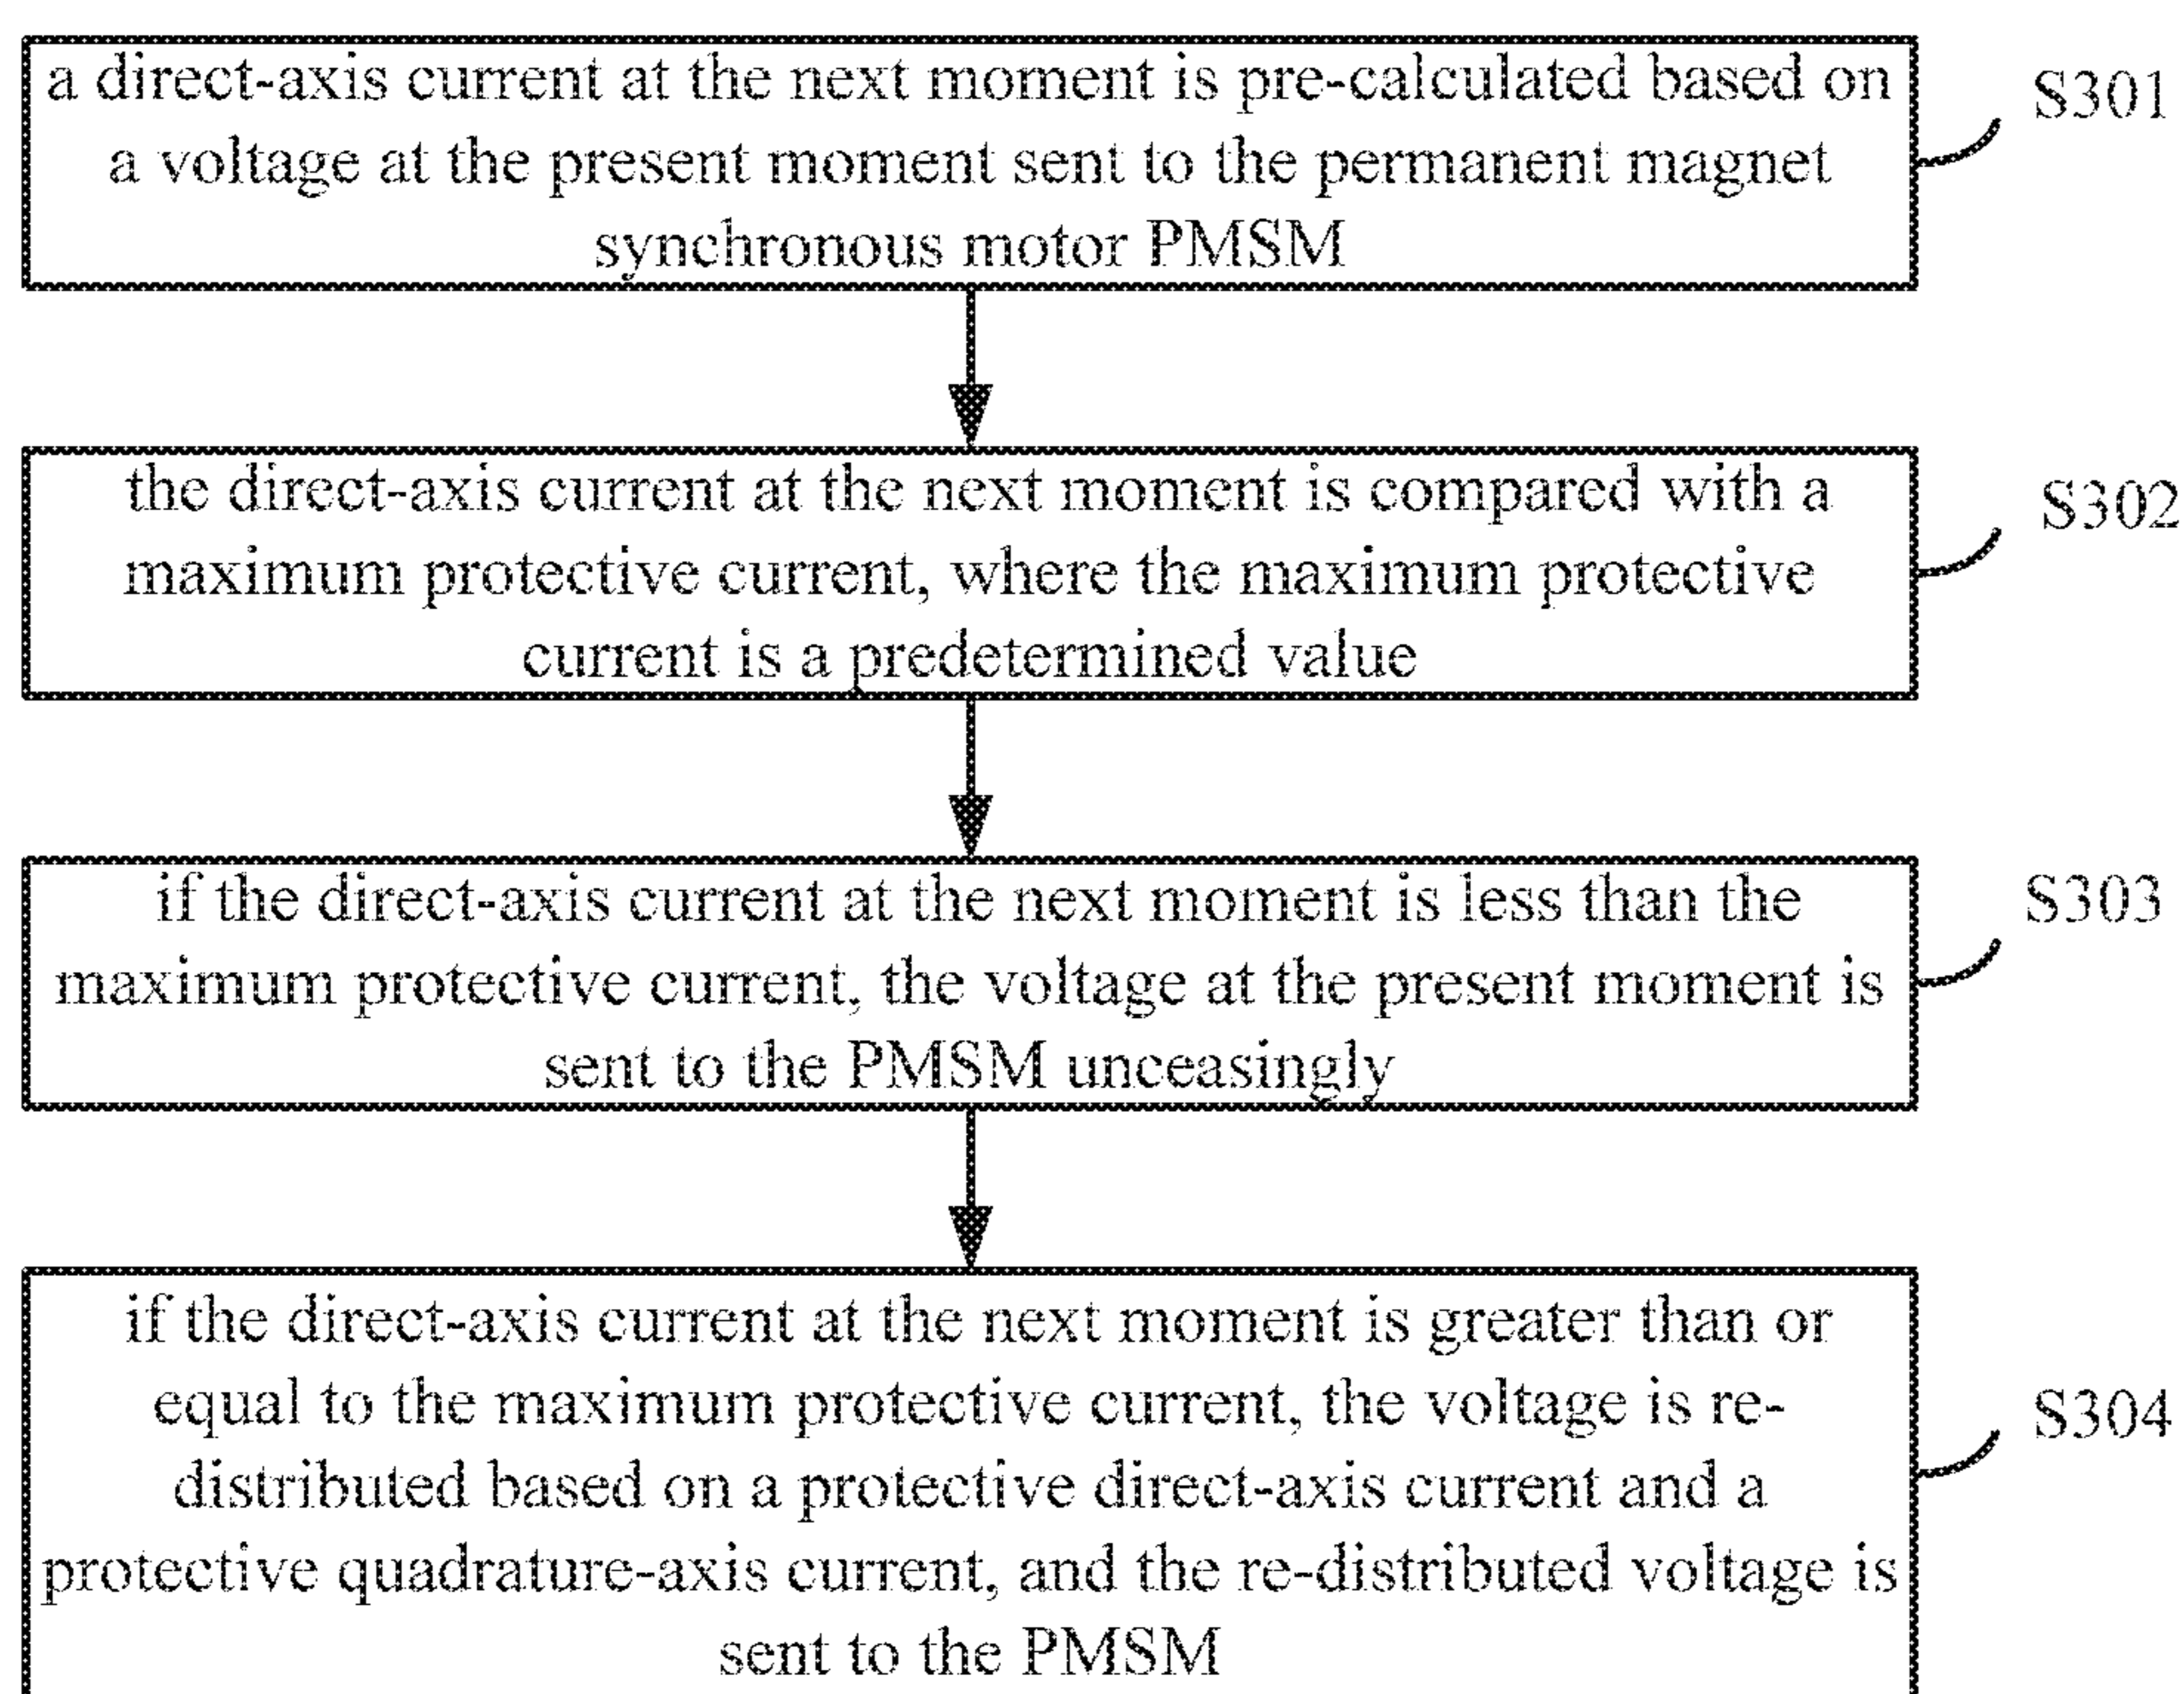 a direct-axis current at the next moment is pre-calculated based on
a voltage at the present moment sent to the permanent magnet
synchronous motor PMSM
S301
the direct-axis current at the next moment is compared with a
maximum protective current, where the maximum protective
current is a predetermined value
S302
if the direct-axis current at the next moment is less than the
maximum protective current, the voltage at the present moment is
sent to the PMSM unceasingly
S303
if the direct-axis current at the next moment is greater than or
equal to the maximum protective current, the voltage is re-
distributed based on a protective direct-axis current and a
protective quadrature-axis current, and the re-distributed voltage is
sent to the PMSM
S304